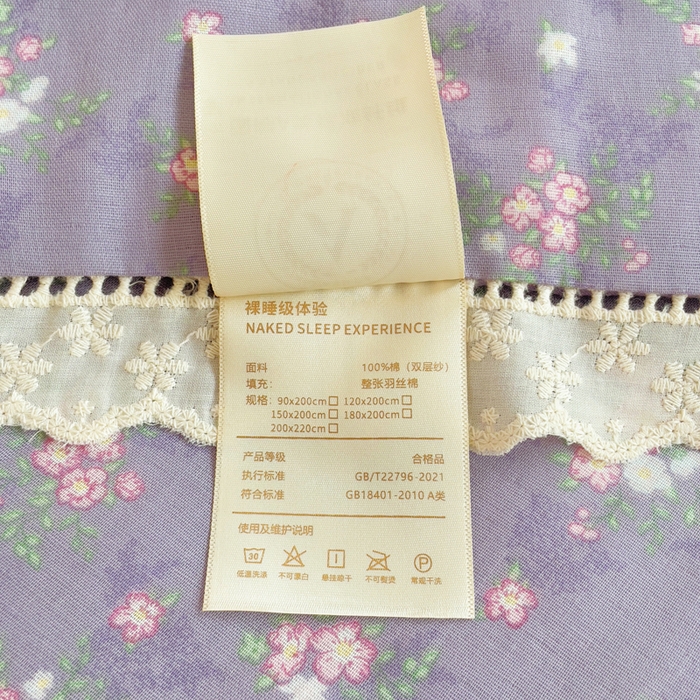 裸睡级体验
NAKED SLEEP EXPERIENCE
面料 100%棉（双层纱）
填充： 整张羽丝棉
规格：90x200cm□ 120x200cm□
150x200cm□ 180x200cm□
200x220cm□
产品等级 合格品
执行标准 GB/T22796-2021
符合标准 GB18401-2010 A类
使用及维护说明
30 P
低温洗涤 不可漂白 悬挂晾干 不可熨烫 常规干洗